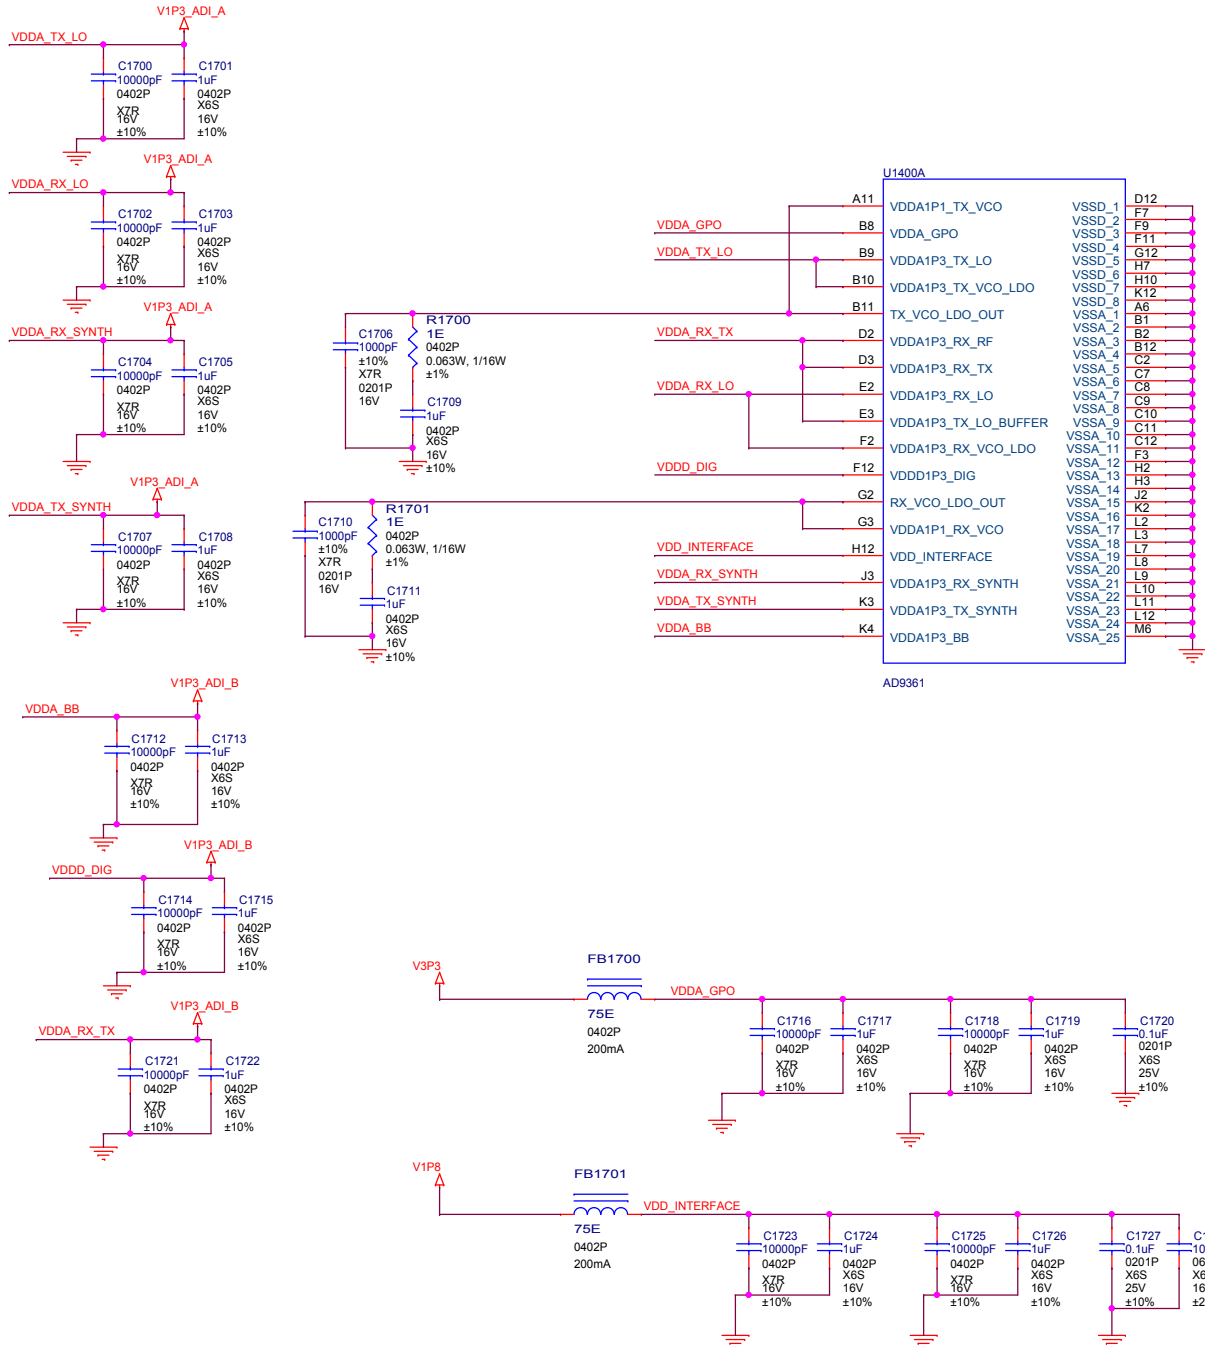 V1P3_ADI_A
VDDA_TX_LO
C1700
10000pF
0402P
X7R
16V
±10%
C1701
1uF
0402P
X6S
16V
±10%
V1P3_ADI_A
VDDA_RX_LO
C1702
10000pF
0402P
X7R
16V
±10%
C1703
1uF
0402P
X6S
16V
±10%
V1P3_ADI_A
VDDA_RX_SYNTH
C1704
10000pF
0402P
X7R
16V
±10%
C1705
1uF
0402P
X6S
16V
±10%
V1P3_ADI_A
VDDA_TX_SYNTH
C1707
10000pF
0402P
X7R
16V
±10%
C1708
1uF
0402P
X6S
16V
±10%
V1P3_ADI_B
VDDA_BB
C1712
10000pF
0402P
X7R
16V
±10%
C1713
1uF
0402P
X6S
16V
±10%
V1P3_ADI_B
VDDD_DIG
C1714
10000pF
0402P
X7R
16V
±10%
C1715
1uF
0402P
X6S
16V
±10%
V1P3_ADI_B
VDDA_RX_TX
C1721
10000pF
0402P
X7R
16V
±10%
C1722
1uF
0402P
X6S
16V
±10%
C1706
1000pF
±10%
X7R
0201P
16V
R1700
1E
0402P
0.063W, 1/16W
±1%
C1709
1uF
0402P
X6S
16V
±10%
C1710
1000pF
±10%
X7R
0201P
16V
R1701
1E
0402P
0.063W, 1/16W
±1%
C1711
1uF
0402P
X6S
16V
±10%
VDDA_GPO
VDDA_TX_LO
VDDA_RX_TX
VDDA_RX_LO
VDDD_DIG
VDD_INTERFACE
VDDA_RX_SYNTH
VDDA_TX_SYNTH
VDDA_BB
U1400A
A11 VDDA1P1_TX_VCO
B8 VDDA_GPO
B9 VDDA1P3_TX_LO
B10 VDDA1P3_TX_VCO_LDO
B11 TX_VCO_LDO_OUT
D2 VDDA1P3_RX_RF
D3 VDDA1P3_RX_TX
E2 VDDA1P3_RX_LO
E3 VDDA1P3_TX_LO_BUFFER
F2 VDDA1P3_RX_VCO_LDO
F12 VDDD1P3_DIG
G2 RX_VCO_LDO_OUT
G3 VDDA1P1_RX_VCO
H12 VDD_INTERFACE
J3 VDDA1P3_RX_SYNTH
K3 VDDA1P3_TX_SYNTH
K4 VDDA1P3_BB
VSSD_1 D12
VSSD_2 F7
VSSD_3 F9
VSSD_4 F11
VSSD_5 G12
VSSD_6 H7
VSSD_7 H10
VSSD_8 K12
VSSA_1 A6
VSSA_2 B1
VSSA_3 B2
VSSA_4 B12
VSSA_5 C2
VSSA_6 C7
VSSA_7 C8
VSSA_8 C9
VSSA_9 C10
VSSA_10 C11
VSSA_11 C12
VSSA_12 F3
VSSA_13 H2
VSSA_14 H3
VSSA_15 J2
VSSA_16 K2
VSSA_17 L2
VSSA_18 L3
VSSA_19 L7
VSSA_20 L8
VSSA_21 L9
VSSA_22 L10
VSSA_23 L11
VSSA_24 L12
VSSA_25 M6
AD9361
V3P3
FB1700
75E
0402P
200mA
VDDA_GPO
C1716
10000pF
0402P
X7R
16V
±10%
C1717
1uF
0402P
X6S
16V
±10%
C1718
10000pF
0402P
X7R
16V
±10%
C1719
1uF
0402P
X6S
16V
±10%
C1720
0.1uF
0201P
X6S
25V
±10%
V1P8
FB1701
75E
0402P
200mA
VDD_INTERFACE
C1723
10000pF
0402P
X7R
16V
±10%
C1724
1uF
0402P
X6S
16V
±10%
C1725
10000pF
0402P
X7R
16V
±10%
C1726
1uF
0402P
X6S
16V
±10%
C1727
0.1uF
0201P
X6S
25V
±10%